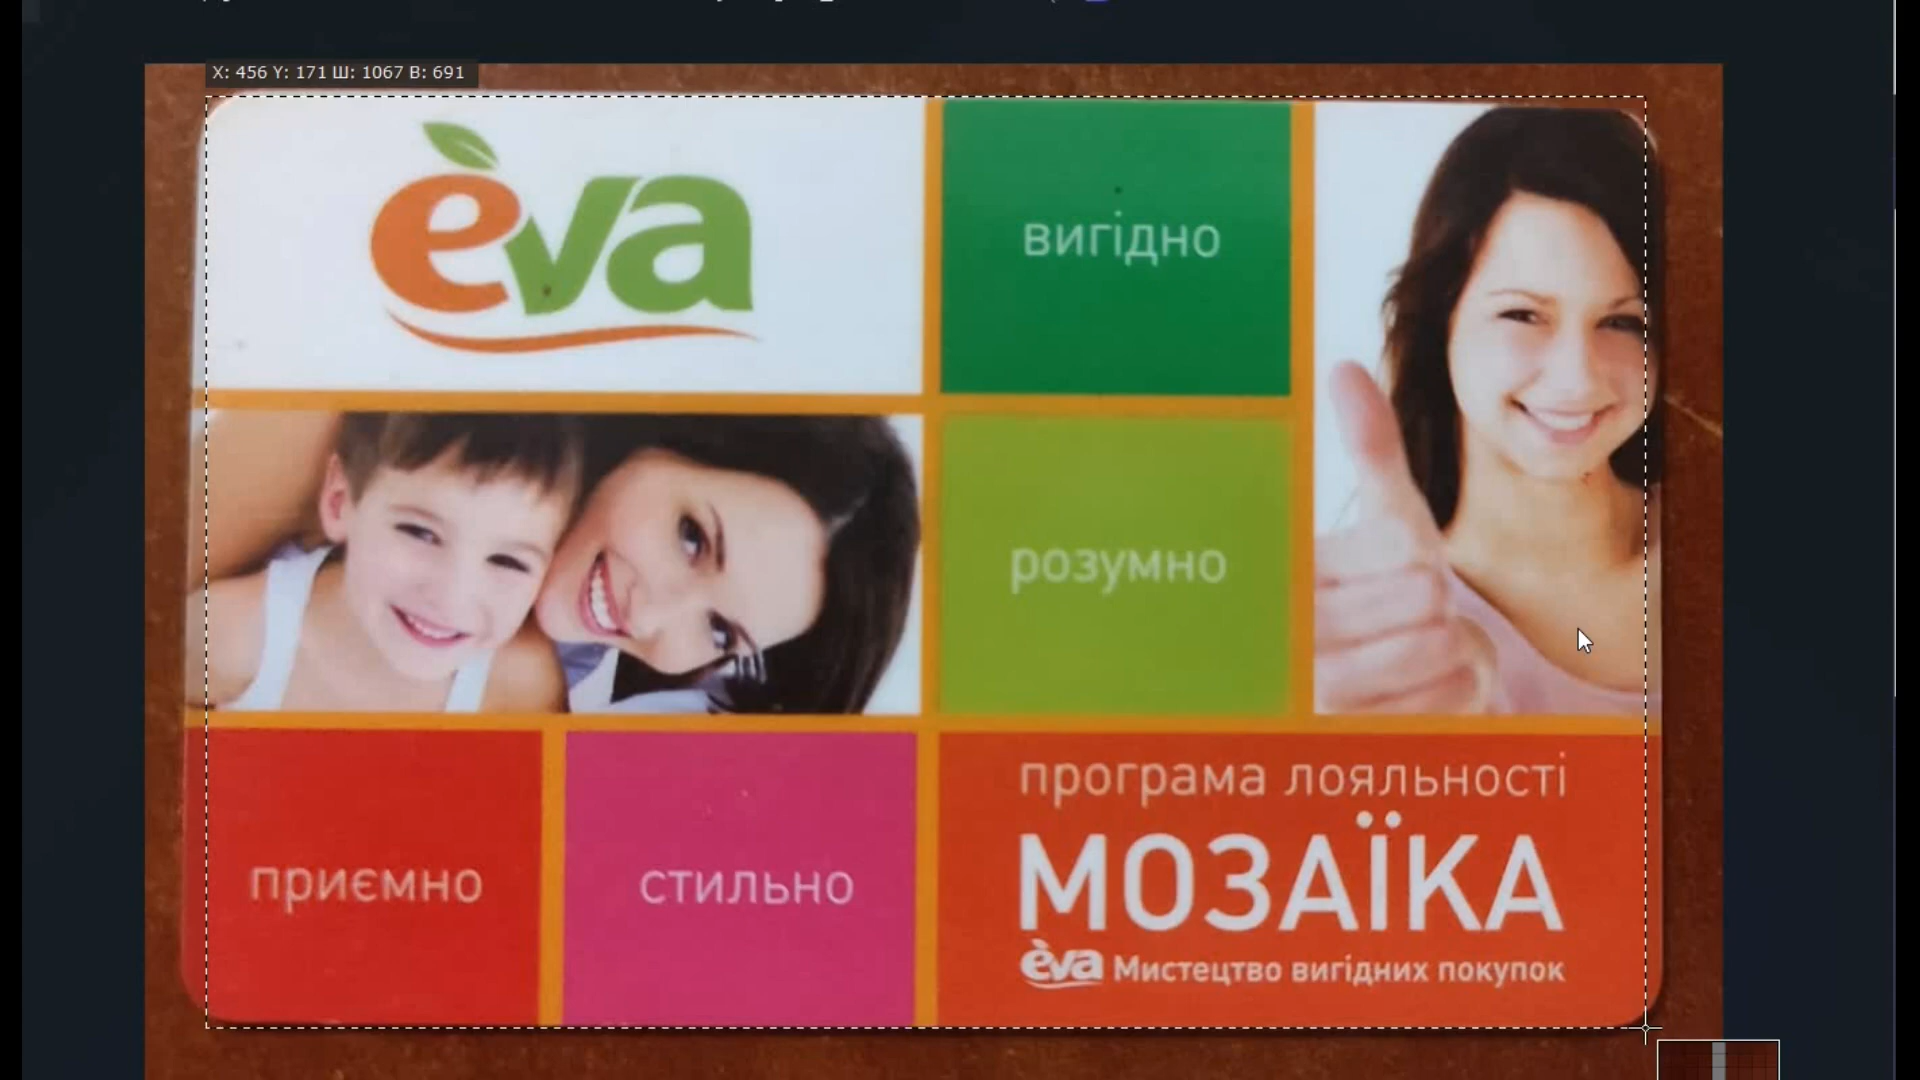 X: 456 Y: 171 Ш: 1067 В: 691
èva
вигідно
розумно
приємно
стильно
програма лояльності
МОЗАЇКА
èva Мистецтво вигідних покупок